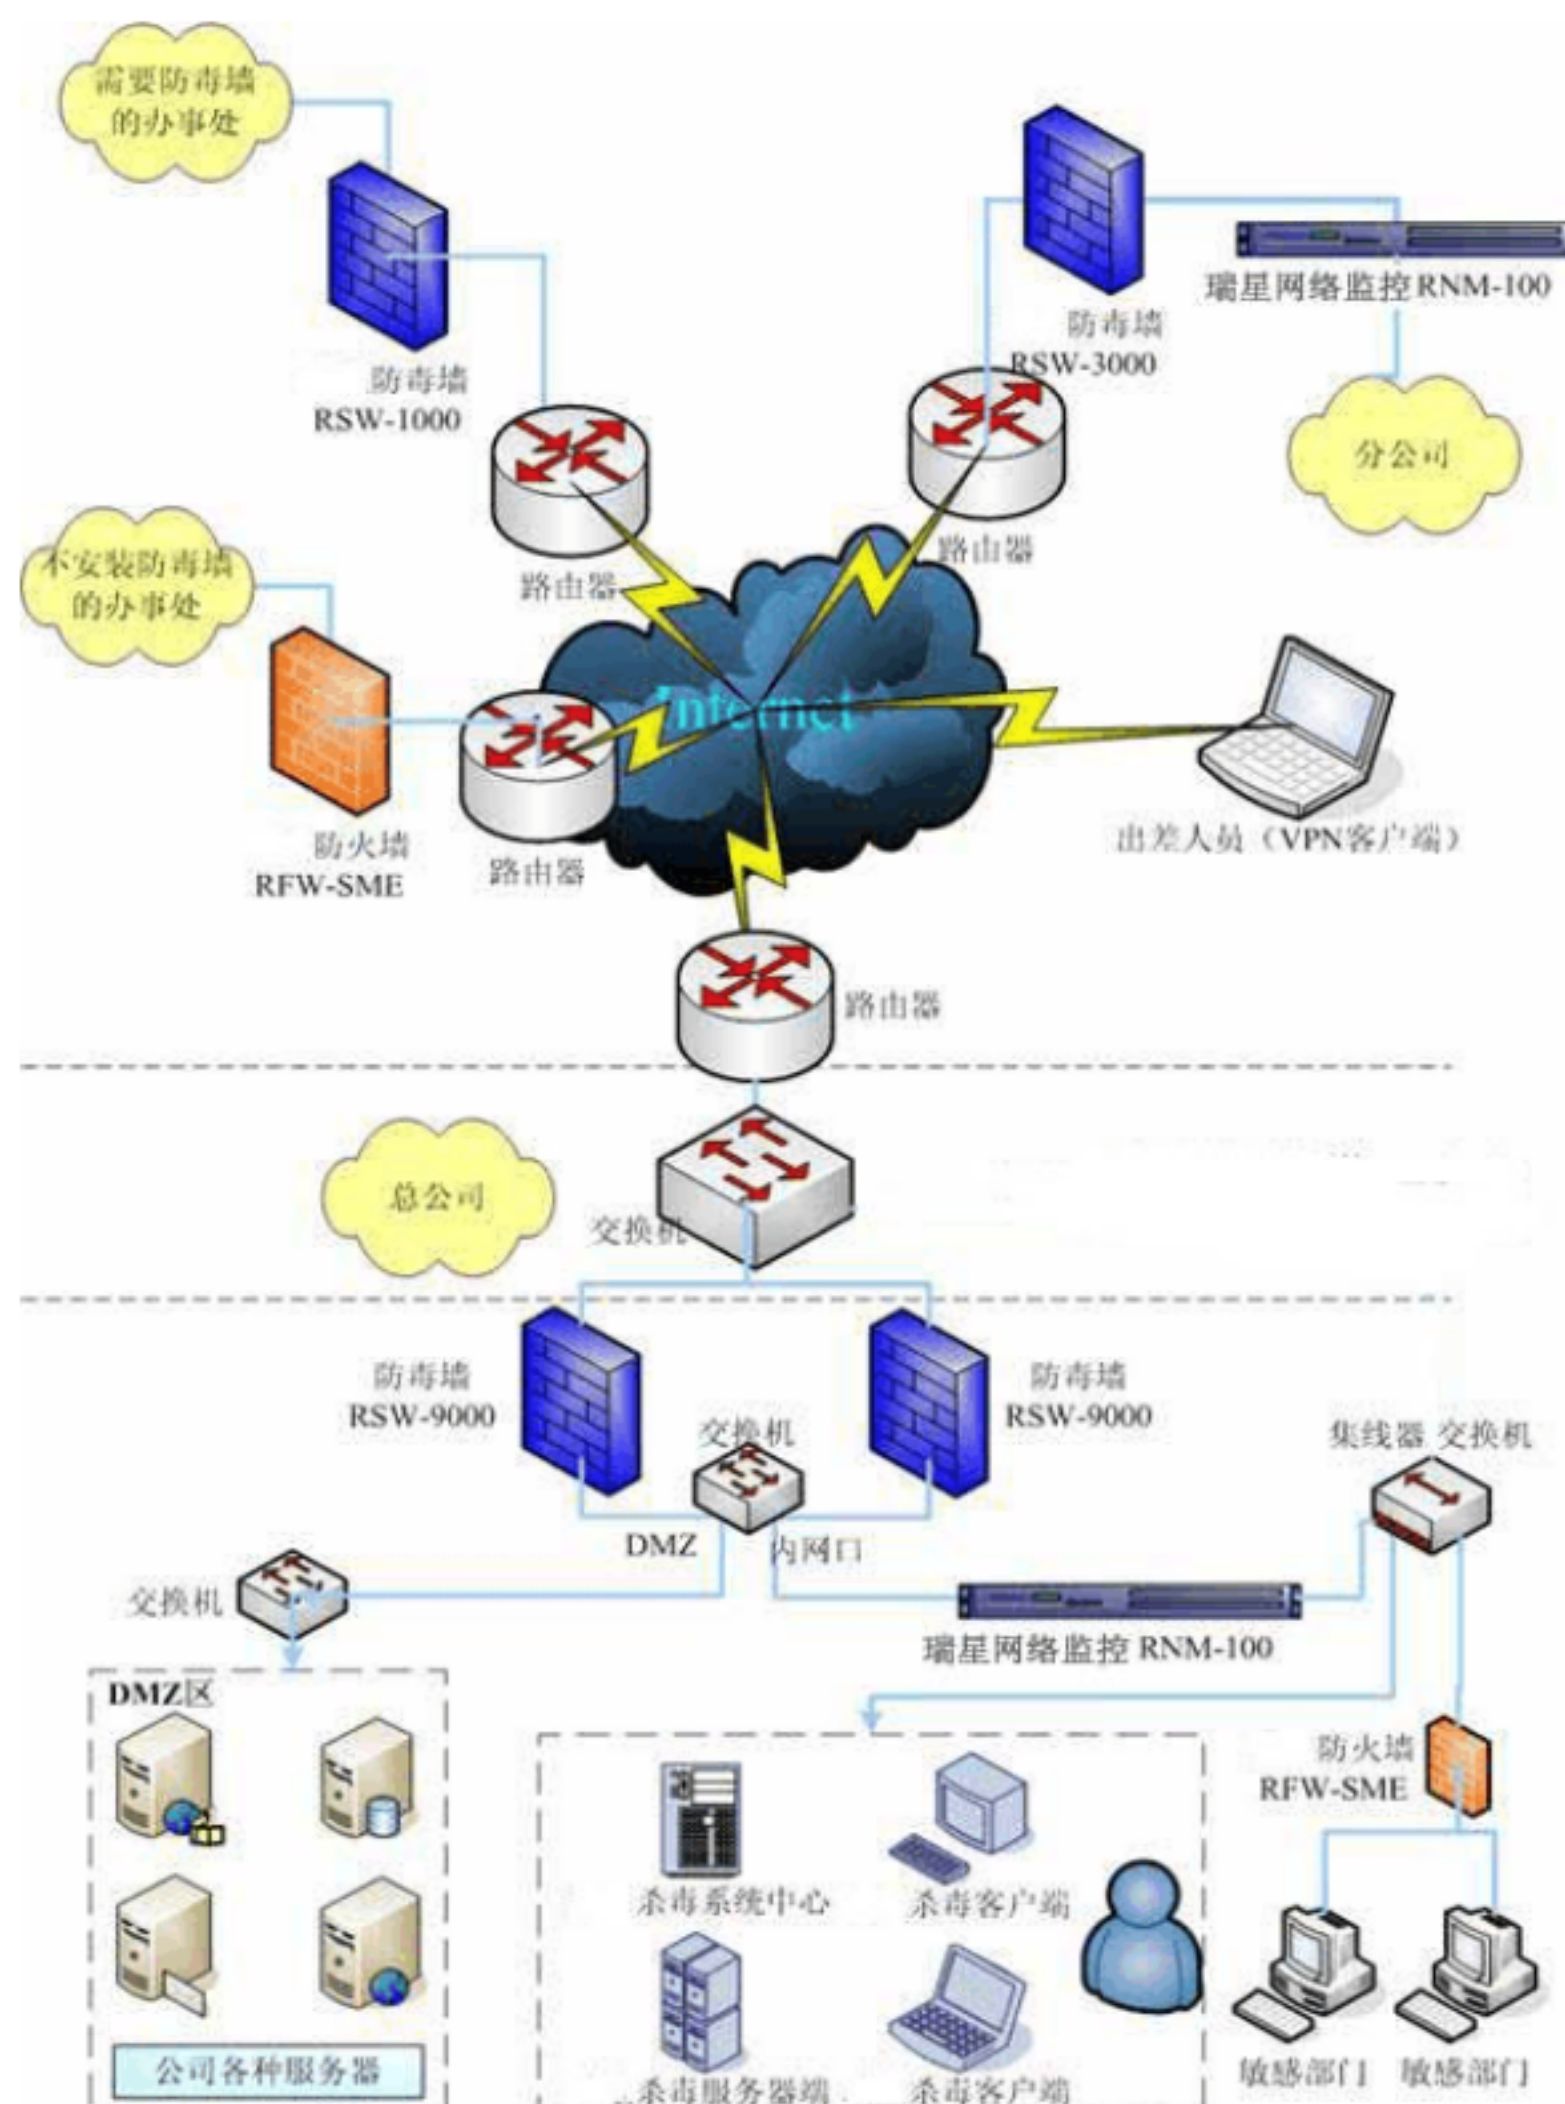 需要防毒墙
的办事处
防毒墙
RSW-1000
路由器
防毒墙
RSW-3000
瑞星网络监控RNM-100
分公司
路由器
不安装防毒墙
的办事处
防火墙
RFW-SME
路由器
Internet
出差人员（VPN客户端）
路由器
总公司
交换机
防毒墙
RSW-9000
交换机
防毒墙
RSW-9000
集线器 交换机
DMZ
内网口
交换机
瑞星网络监控 RNM-100
DMZ区
公司各种服务器
杀毒系统中心
杀毒客户端
杀毒服务器端
杀毒客户端
防火墙
RFW-SME
敏感部门
敏感部门